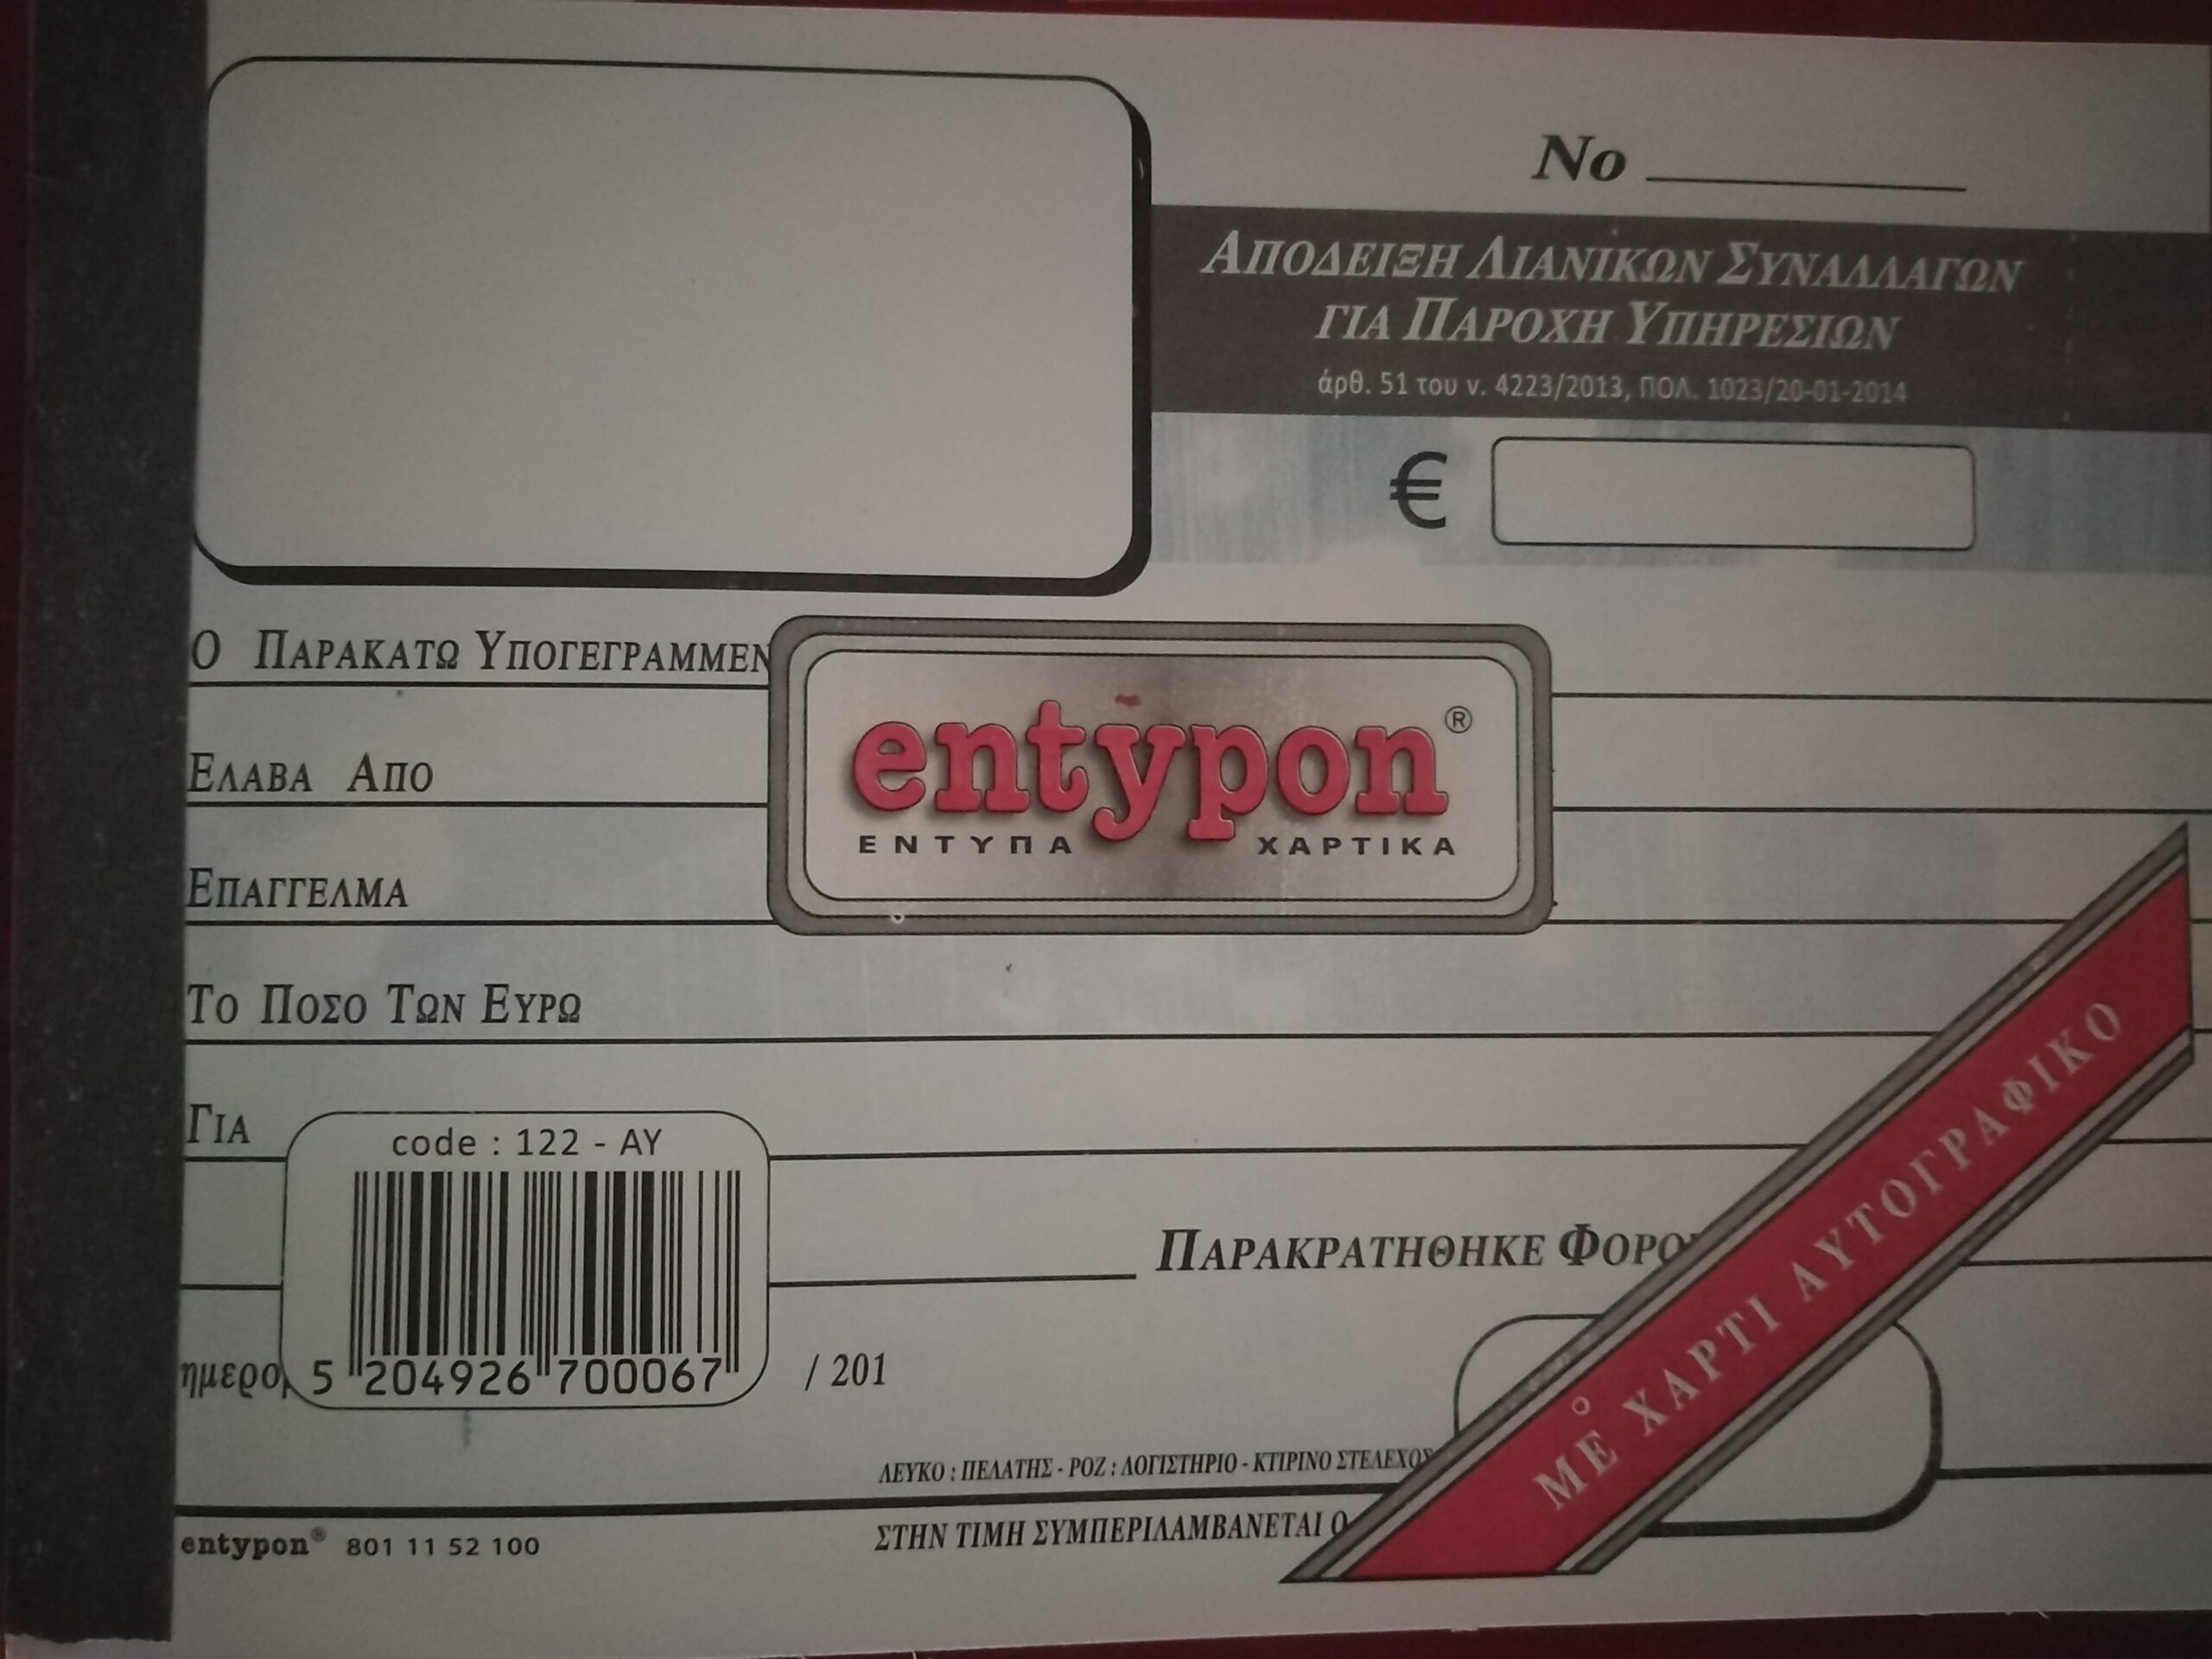 No
ΑΠΟΔΕΙΞΗ ΛΙΑΝΙΚΩΝ ΣΥΝΑΛΛΑΓΩΝ
ΓΙΑ ΠΑΡΟΧΗ ΥΠΗΡΕΣΙΩΝ
άρθ. 51 του ν. 4223/2013, ΠΟΛ. 1023/20-01-2014
€
Ο ΠΑΡΑΚΑΤΩ ΥΠΟΓΕΓΡΑΜΜΕΝ
entypon®
ΕΝΤΥΠΑ ΧΑΡΤΙΚΑ
ΕΛΑΒΑ ΑΠΟ
ΕΠΑΓΓΕΛΜΑ
ΤΟ ΠΟΣΟ ΤΩΝ ΕΥΡΩ
ΓΙΑ
code : 122 - AY
5 204926 700067
ΠΑΡΑΚΡΑΤΗΘΗΚΕ ΦΟΡΟ
ημερο / 201
ΜΕ ΧΑΡΤΙ ΑΥΤΟΓΡΑΦΙΚΟ
ΛΕΥΚΟ : ΠΕΛΑΤΗΣ - ΡΟΖ : ΛΟΓΙΣΤΗΡΙΟ - ΚΤΙΡΙΝΟ ΣΤΕΛΕΧΟΣ
ΣΤΗΝ ΤΙΜΗ ΣΥΜΠΕΡΙΛΑΜΒΑΝΕΤΑΙ Ο
entypon® 801 11 52 100